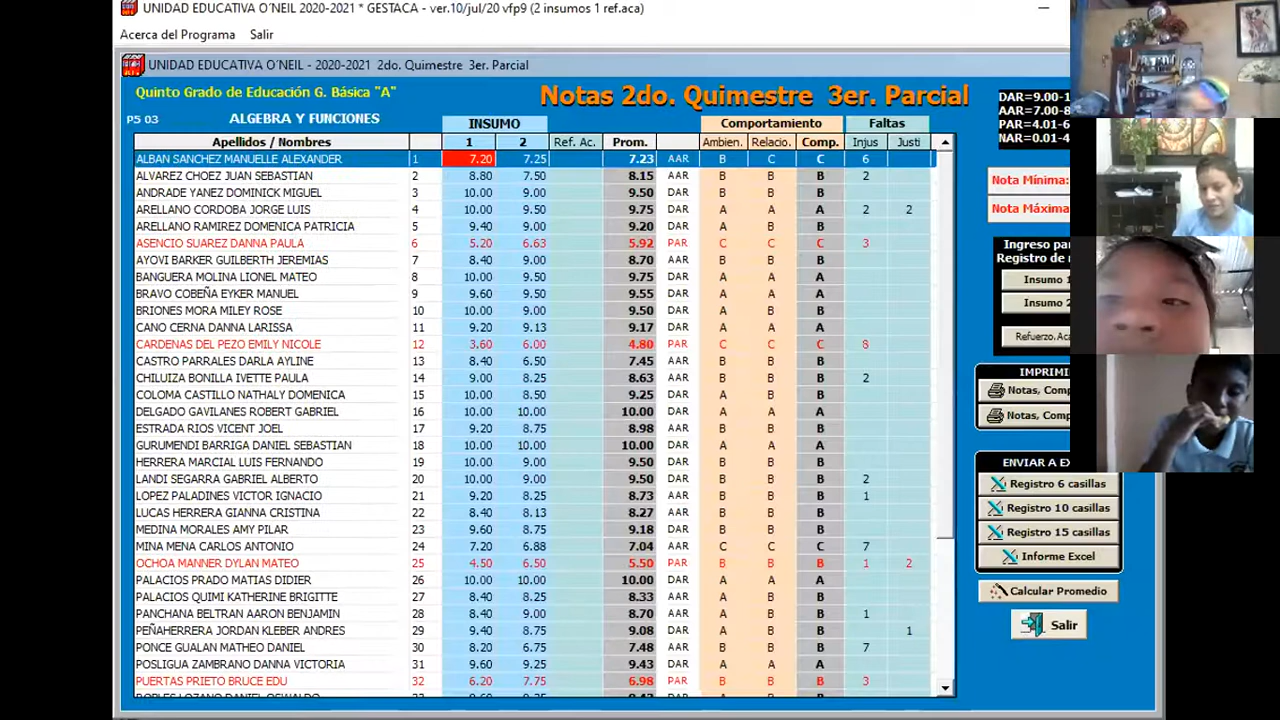 UNIDAD EDUCATIVA O´NEIL 2020-2021 * GESTACA - ver.10/jul/20 vfp9 (2 insumos 1 ref.aca)
Acerca del Programa Salir
UNIDAD EDUCATIVA O´NEIL - 2020-2021 2do. Quimestre 3er. Parcial
Quinto Grado de Educación G. Básica "A"
Notas 2do. Quimestre 3er. Parcial
P5 03 ALGEBRA Y FUNCIONES
INSUMO Comportamiento Faltas
Apellidos / Nombres 1 2 Ref. Ac. Prom. Ambien. Relacio. Comp. Injus Justi
ALBAN SANCHEZ MANUELLE ALEXANDER 1 7.20 7.25 7.23 AAR B C C 6
ALVAREZ CHOEZ JUAN SEBASTIAN 2 8.80 7.50 8.15 AAR B B B 2
ANDRADE YANEZ DOMINICK MIGUEL 3 10.00 9.00 9.50 DAR B B B
ARELLANO CORDOBA JORGE LUIS 4 10.00 9.50 9.75 DAR A A A 2 2
ARELLANO RAMIREZ DOMENICA PATRICIA 5 9.40 9.00 9.20 DAR A B B
ASENCIO SUAREZ DANNA PAULA 6 5.20 6.63 5.92 PAR C C C 3
AYOVI BARKER GUILBERTH JEREMIAS 7 8.40 9.00 8.70 AAR B B B
BANGUERA MOLINA LIONEL MATEO 8 10.00 9.50 9.75 DAR A A A
BRAVO COBEÑA EYKER MANUEL 9 9.60 9.50 9.55 DAR A A A
BRIONES MORA MILEY ROSE 10 10.00 9.00 9.50 DAR A B B
CANO CERNA DANNA LARISSA 11 9.20 9.13 9.17 DAR A A A
CARDENAS DEL PEZO EMILY NICOLE 12 3.60 6.00 4.80 PAR C C C 8
CASTRO PARRALES DARLA AYLINE 13 8.40 6.50 7.45 AAR B B B
CHILUIZA BONILLA IVETTE PAULA 14 9.00 8.25 8.63 AAR B B B 2
COLOMA CASTILLO NATHALY DOMENICA 15 10.00 8.50 9.25 DAR A B B
DELGADO GAVILANES ROBERT GABRIEL 16 10.00 10.00 10.00 DAR A A A
ESTRADA RIOS VICENT JOEL 17 9.20 8.75 8.98 AAR B B B
GURUMENDI BARRIGA DANIEL SEBASTIAN 18 10.00 10.00 10.00 DAR A A A
HERRERA MARCIAL LUIS FERNANDO 19 10.00 9.00 9.50 DAR B B B
LANDI SEGARRA GABRIEL ALBERTO 20 10.00 9.00 9.50 DAR B B B 2
LOPEZ PALADINES VICTOR IGNACIO 21 9.20 8.25 8.73 AAR B B B 1
LUCAS HERRERA GIANNA CRISTINA 22 8.40 8.13 8.27 AAR B B B
MEDINA MORALES AMY PILAR 23 9.60 8.75 9.18 DAR B B B
MINA MENA CARLOS ANTONIO 24 7.20 6.88 7.04 AAR C C C 7
OCHOA MANNER DYLAN MATEO 25 4.50 6.50 5.50 PAR B B B 1 2
PALACIOS PRADO MATIAS DIDIER 26 10.00 10.00 10.00 DAR A A A
PALACIOS QUIMI KATHERINE BRIGITTE 27 8.40 8.25 8.33 AAR B B B
PANCHANA BELTRAN AARON BENJAMIN 28 8.40 9.00 8.70 AAR B B B 1
PEÑAHERRERA JORDAN KLEBER ANDRES 29 9.40 8.75 9.08 DAR A B B 1
PONCE GUALAN MATHEO DANIEL 30 8.20 6.75 7.48 AAR B B B 7
POSLIGUA ZAMBRANO DANNA VICTORIA 31 9.60 9.25 9.43 DAR A A A
PUERTAS PRIETO BRUCE EDU 32 6.20 7.75 6.98 PAR B B B 3
DAR=9.00-1
AAR=7.00-8
PAR=4.01-6
NAR=0.01-4
Nota Mínima:
Nota Máxima
Ingreso pa
Registro de
Insumo 1
Insumo 2
Refuerzo.Aca
IMPRIMI
Notas, Comp
Notas, Comp
ENVIAR A E
Registro 6 casillas
Registro 10 casillas
Registro 15 casillas
Informe Excel
Calcular Promedio
Salir